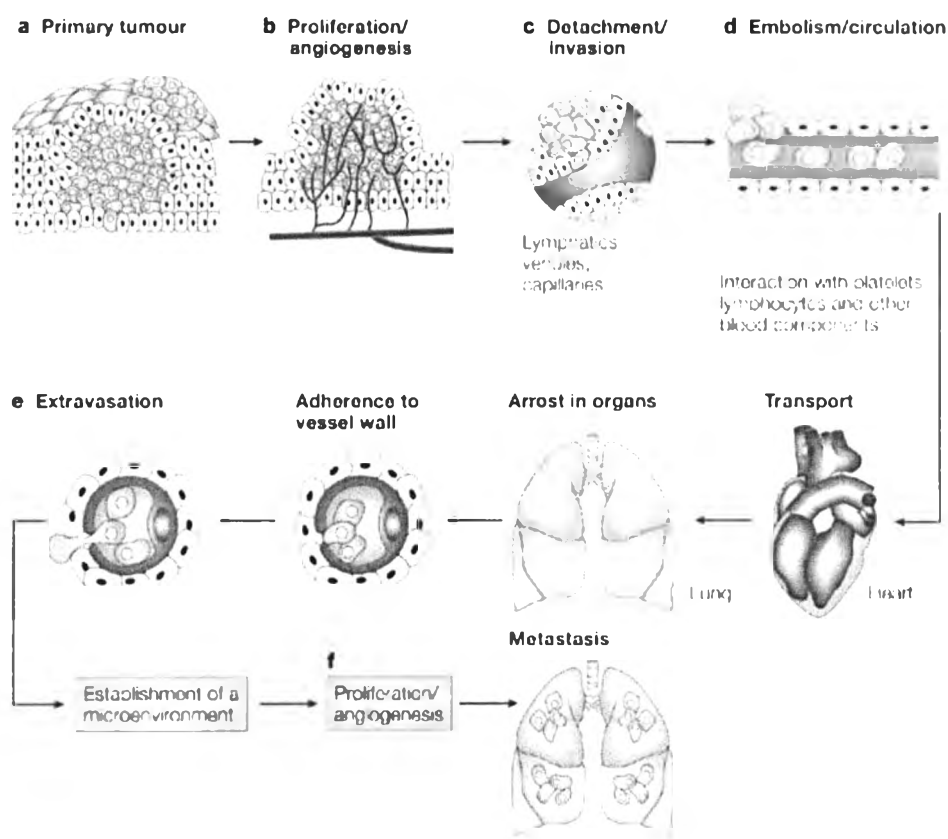 a Primary tumour
b Proliferation/
angiogenesis
c Detachment/
Invasion
d Embolism/circulation
Lymphatics
venules,
capillaries
Interaction with platelets
lymphocytes and other
blood components
e Extravasation
Adherence to
vessel wall
Arrest in organs
Transport
Lung
Heart
Metastasis
f
Establishment of a
microenvironment
Proliferation/
angiogenesis